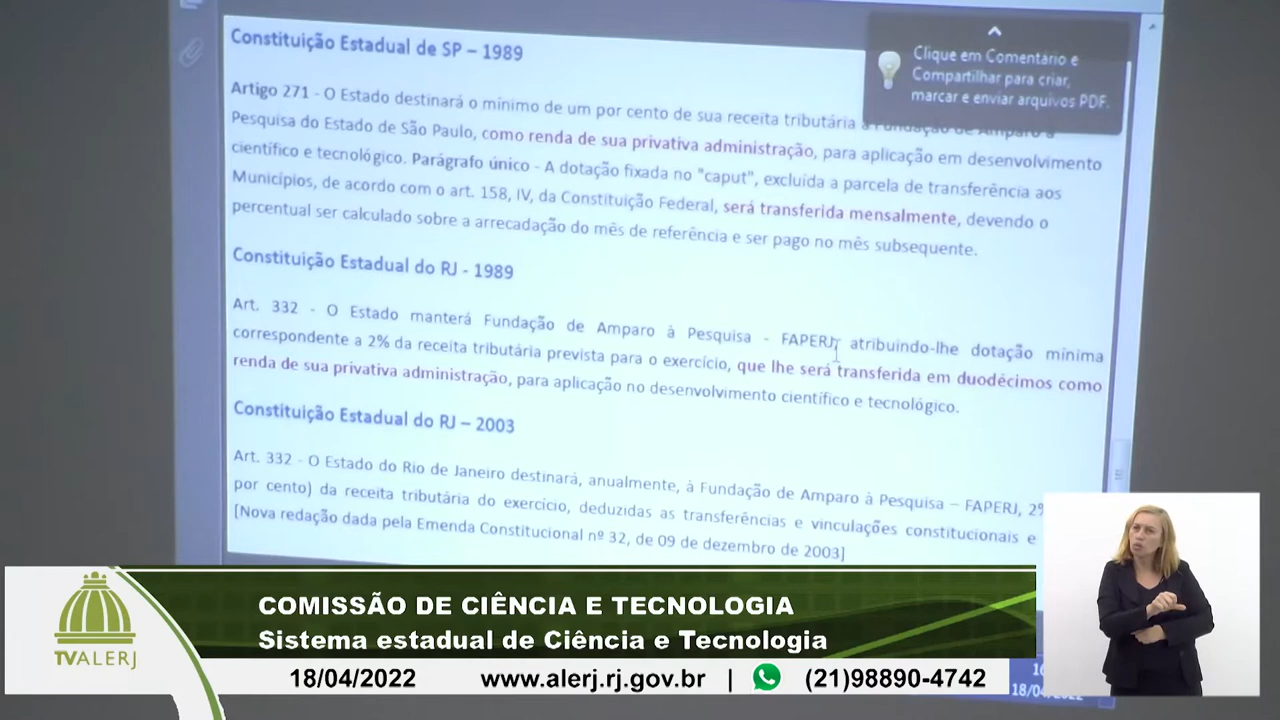 Constituição Estadual de SP – 1989
Clique em Comentário e
Compartilhar para criar,
marcar e enviar arquivos PDF.
Artigo 271 - O Estado destinará o mínimo de um por cento de sua receita tributária à Fundação de Amparo à
Pesquisa do Estado de São Paulo, como renda de sua privativa administração, para aplicação em desenvolvimento
científico e tecnológico. Parágrafo único - A dotação fixada no "caput", excluída a parcela de transferência aos
Municípios, de acordo com o art. 158, IV, da Constituição Federal, será transferida mensalmente, devendo o
percentual ser calculado sobre a arrecadação do mês de referência e ser pago no mês subsequente.
Constituição Estadual do RJ - 1989
Art. 332 - O Estado manterá Fundação de Amparo à Pesquisa - FAPERJ, atribuindo-lhe dotação mínima
correspondente a 2% da receita tributária prevista para o exercício, que lhe será transferida em duodécimos como
renda de sua privativa administração, para aplicação no desenvolvimento científico e tecnológico.
Constituição Estadual do RJ – 2003
Art. 332 - O Estado do Rio de Janeiro destinará, anualmente, à Fundação de Amparo à Pesquisa – FAPERJ,
por cento) da receita tributária do exercício, deduzidas as transferências e vinculações constitucionais e
[Nova redação dada pela Emenda Constitucional nº 32, de 09 de dezembro de 2003]
COMISSÃO DE CIÊNCIA E TECNOLOGIA
Sistema estadual de Ciência e Tecnologia
TVALERJ
18/04/2022 www.alerj.rj.gov.br | (21)98890-4742